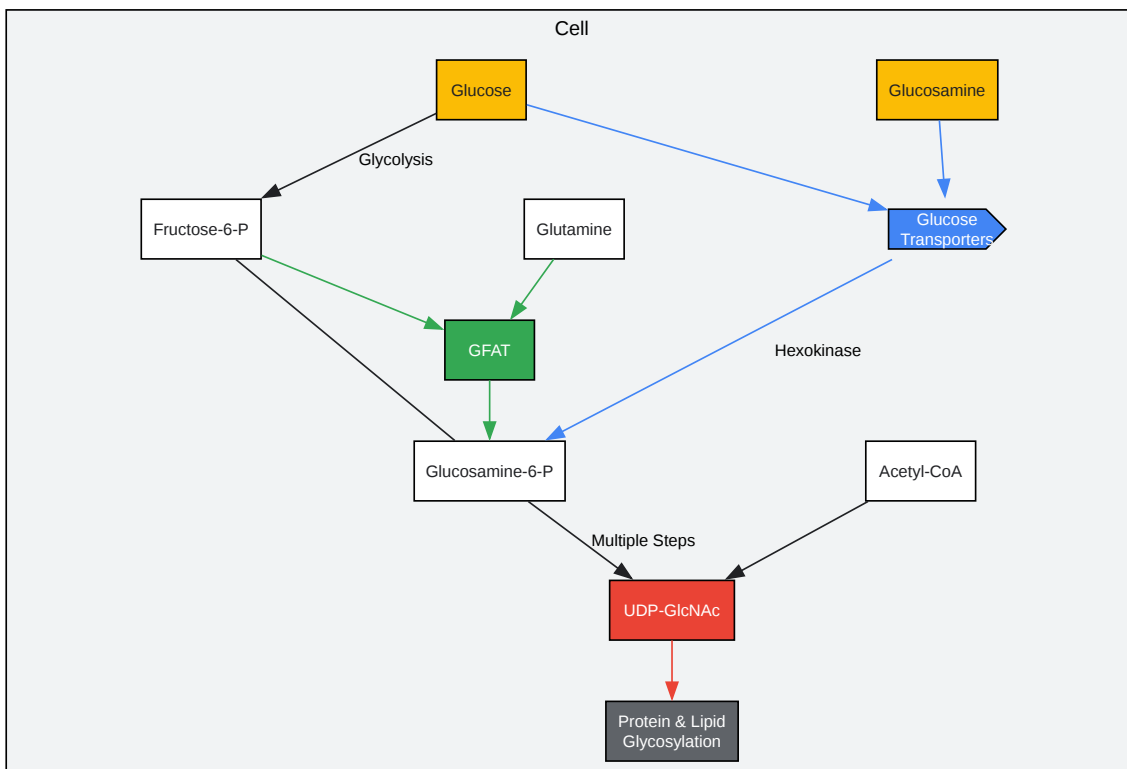 Cell
Glucose
Glucosamine
Glycolysis
Fructose-6-P
Glutamine
Glucose
Transporters
GFAT
Hexokinase
Glucosamine-6-P
Acetyl-CoA
Multiple Steps
UDP-GlcNAc
Protein & Lipid
Glycosylation